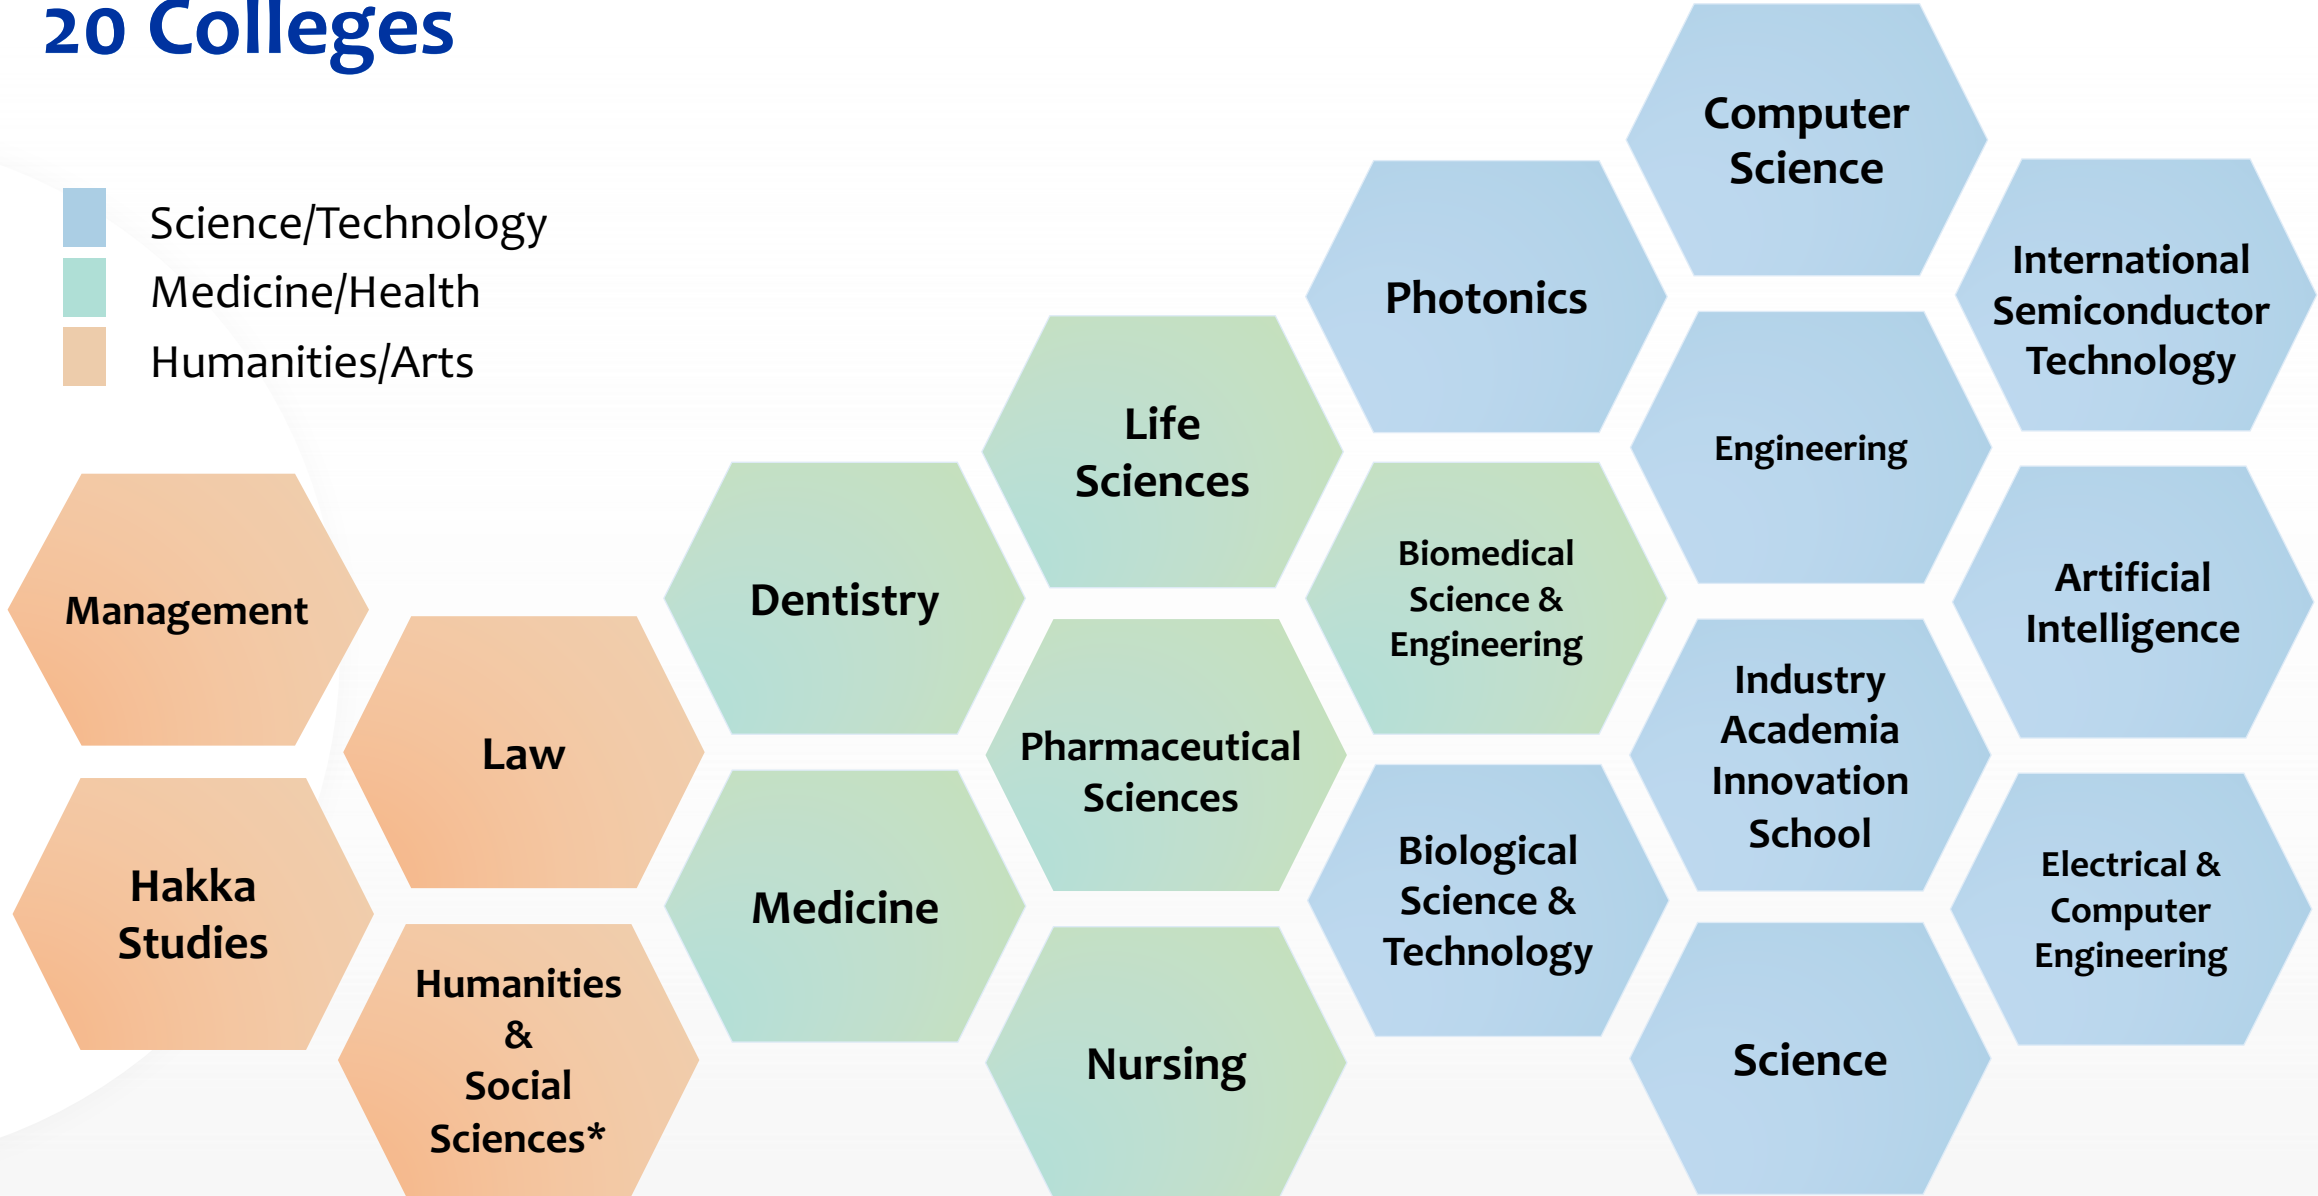 20 Colleges
Science/Technology
Medicine/Health
Humanities/Arts
Management
Hakka
Studies
Law
Humanities
&
Social
Sciences*
Dentistry
Medicine
Life
Sciences
Pharmaceutical
Sciences
Nursing
Photonics
Biomedical
Science &
Engineering
Biological
Science &
Technology
Computer
Science
Engineering
Industry
Academia
Innovation
School
Science
International
Semiconductor
Technology
Artificial
Intelligence
Electrical &
Computer
Engineering